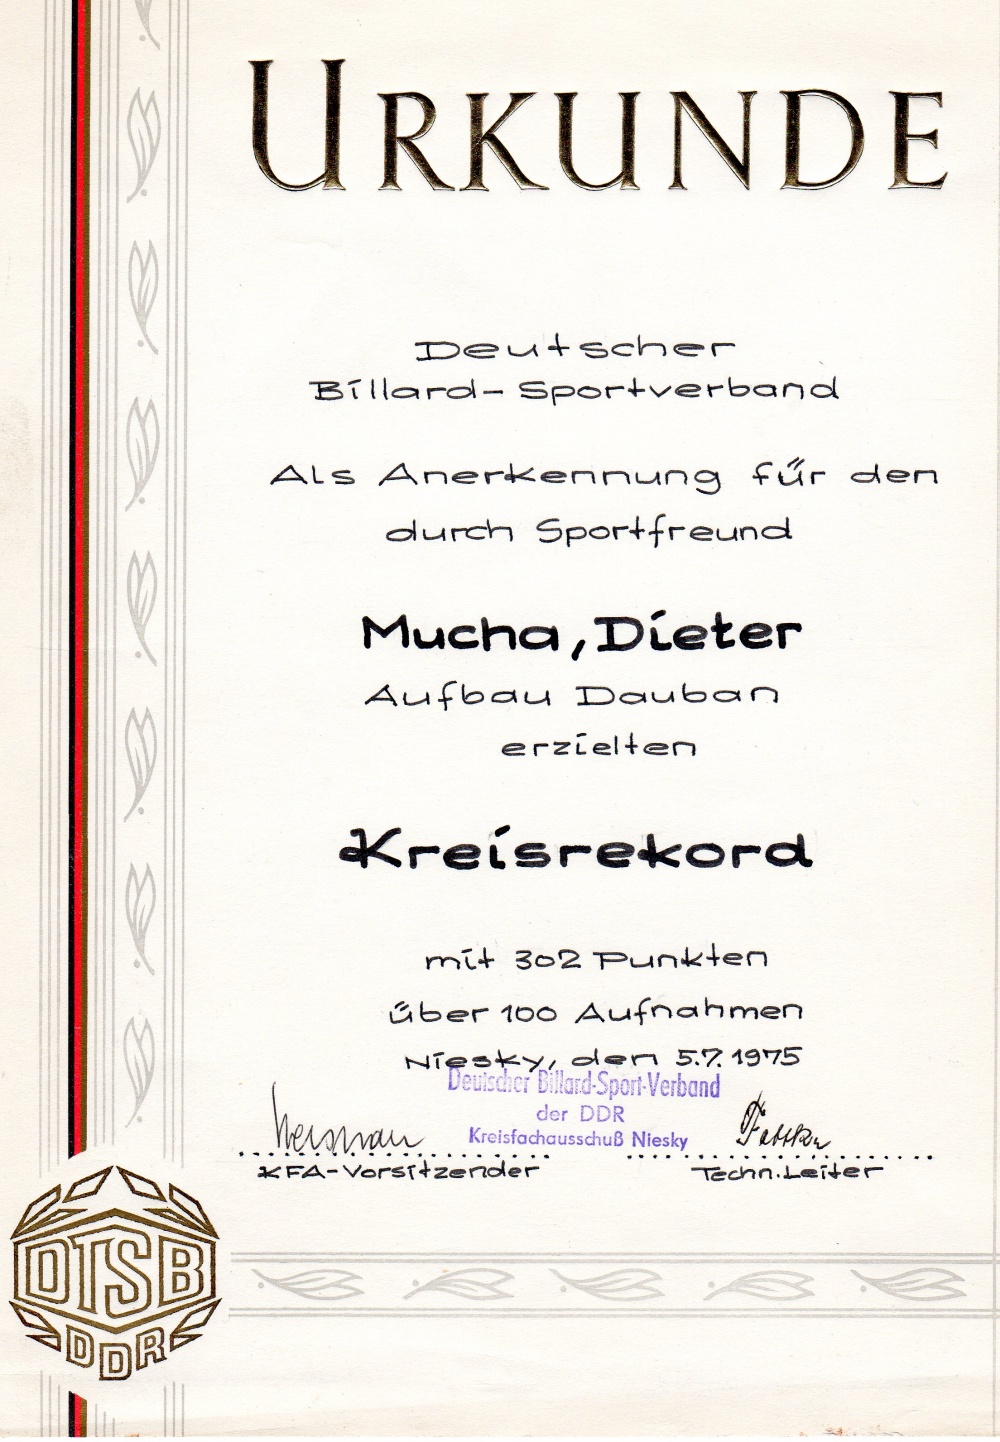 URKUNDE
Deutscher
Billard-Sportverband
Als Anerkennung für den
durch Sportfreund
Mucha, Dieter
Aufbau Dauban
erzielten
Kreisrekord
mit 302 Punkten
über 100 Aufnahmen
Niesky, den 5.7.1975
Deutscher Billard-Sport-Verband
der DDR
Kreisfachausschuß Niesky
KFA-Vorsitzender
Techn. Leiter
DTSB
DDR